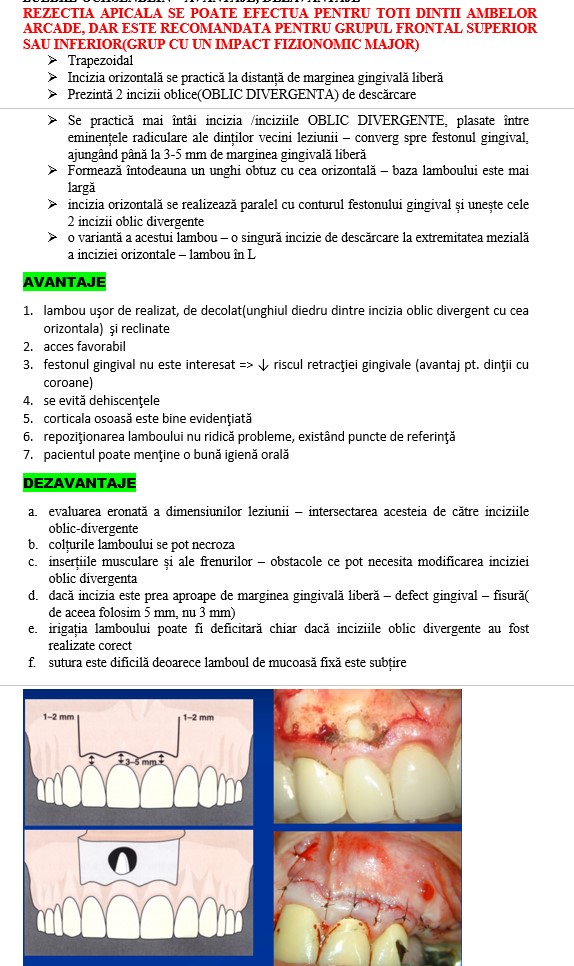 REZECTIA APICALA SE POATE EFECTUA PENTRU TOTI DINTII AMBELOR
ARCADE, DAR ESTE RECOMANDATA PENTRU GRUPUL FRONTAL SUPERIOR
SAU INFERIOR(GRUP CU UN IMPACT FIZIONOMIC MAJOR)
➢ Trapezoidal
➢ Incizia orizontală se practică la distanță de marginea gingivală liberă
➢ Prezintă 2 incizii oblice(OBLIC DIVERGENTA) de descărcare
➢ Se practică mai întâi incizia /inciziile OBLIC DIVERGENTE, plasate între
eminențele radiculare ale dinților vecini leziunii – converg spre festonul gingival,
ajungând până la 3-5 mm de marginea gingivală liberă
➢ Formează întodeauna un unghi obtuz cu cea orizontală – baza lamboului este mai
largă
➢ incizia orizontală se realizează paralel cu conturul festonului gingival și unește cele
2 incizii oblic divergente
➢ o variantă a acestui lambou – o singură incizie de descărcare la extremitatea mezială
a inciziei orizontale – lambou în L
AVANTAJE
1. lambou uşor de realizat, de decolat(unghiul diedru dintre incizia oblic divergent cu cea
orizontala) şi reclinate
2. acces favorabil
3. festonul gingival nu este interesat => ↓ riscul retracţiei gingivale (avantaj pt. dinţii cu
coroane)
4. se evită dehiscenţele
5. corticala osoasă este bine evidenţiată
6. repoziţionarea lamboului nu ridică probleme, existând puncte de referinţă
7. pacientul poate menţine o bună igienă orală
DEZAVANTAJE
a. evaluarea eronată a dimensiunilor leziunii – intersectarea acesteia de către inciziile
oblic-divergente
b. colțurile lamboului se pot necroza
c. inserțiile musculare și ale frenurilor – obstacole ce pot necesita modificarea inciziei
oblic divergenta
d. dacă incizia este prea aproape de marginea gingivală liberă – defect gingival – fisură(
de aceea folosim 5 mm, nu 3 mm)
e. irigația lamboului poate fi deficitară chiar dacă inciziile oblic divergente au fost
realizate corect
f. sutura este dificilă deoarece lamboul de mucoasă fixă este subțire
1–2 mm
1–2 mm
3–5 mm